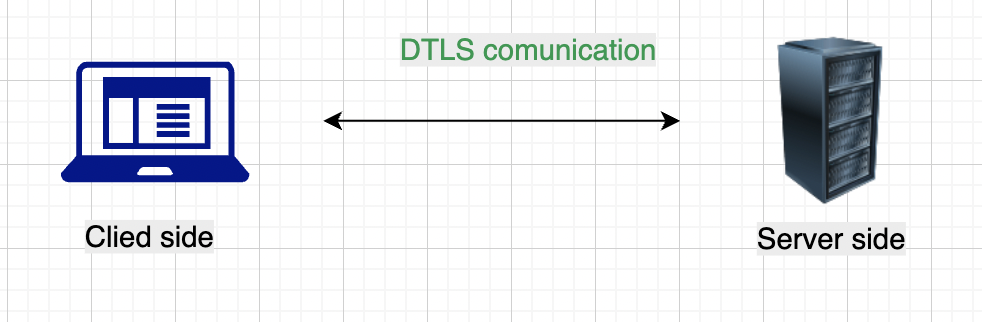 DTLS comunication
Clied side
Server side